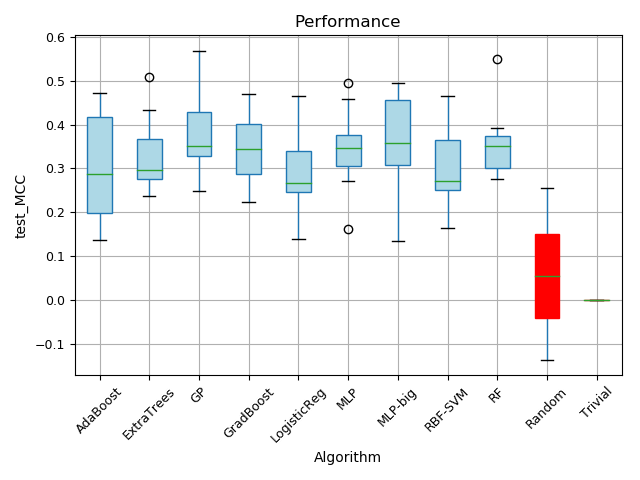 Performance
test_MCC
0.6
0.5
0.4
0.3
0.2
0.1
0.0
−0.1
AdaBoost
ExtraTrees
GP
GradBoost
LogisticReg
MLP
MLP-big
RBF-SVM
RF
Random
Trivial
Algorithm